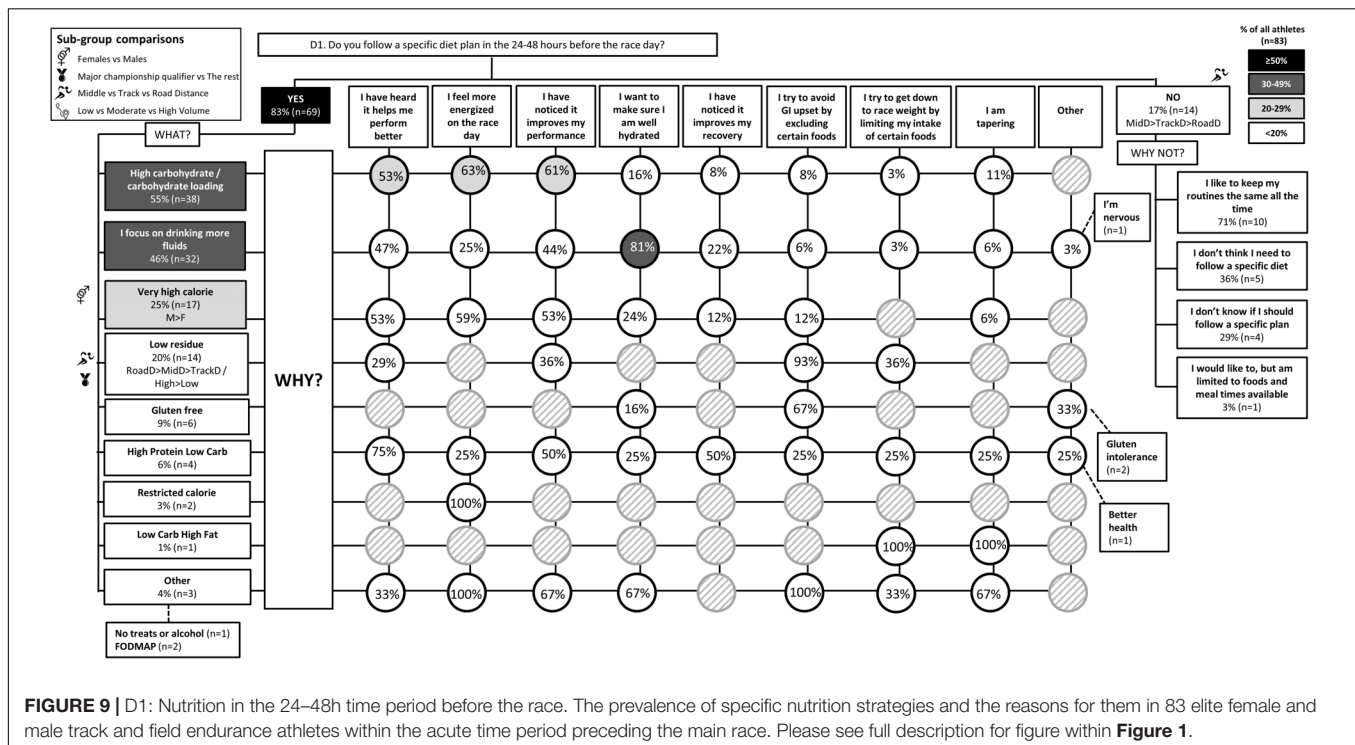 Sub-group comparisons
Females vs Males
Major championship qualifier vs The rest
Middle vs Track vs Road Distance
Low vs Moderate vs High Volume
D1. Do you follow a specific diet plan in the 24-48 hours before the race day?
% of all athletes
(n=83)
≥50%
30-49%
20-29%
<20%
YES
83% (n=69)
WHAT?
I have heard
it helps me
perform
better
I feel more
energized
on the race
day
I have
noticed it
improves my
performance
I want to
make sure I
am well
hydrated
I have
noticed it
improves my
recovery
I try to avoid
GI upset by
excluding
certain foods
I try to get down
to race weight by
limiting my intake
of certain foods
I am
tapering
Other
NO
17% (n=14)
MidD>TrackD>RoadD
WHY NOT?
WHY?
High carbohydrate /
carbohydrate loading
55% (n=38)
53%
63%
61%
16%
8%
8%
3%
11%
I focus on drinking more
fluids
46% (n=32)
47%
25%
44%
81%
22%
6%
3%
6%
3%
I'm
nervous
(n=1)
Very high calorie
25% (n=17)
M>F
53%
59%
53%
24%
12%
12%
6%
Low residue
20% (n=14)
RoadD>MidD>TrackD /
High>Low
29%
36%
93%
36%
Gluten free
9% (n=6)
16%
67%
33%
Gluten
intolerance
(n=2)
High Protein Low Carb
6% (n=4)
75%
25%
50%
25%
50%
25%
25%
25%
25%
Better
health
(n=1)
Restricted calorie
3% (n=2)
100%
Low Carb High Fat
1% (n=1)
100%
100%
Other
4% (n=3)
33%
100%
67%
67%
100%
33%
67%
No treats or alcohol (n=1)
FODMAP (n=2)
I like to keep my
routines the same all the
time
71% (n=10)
I don't think I need to
follow a specific diet
36% (n=5)
I don't know if I should
follow a specific plan
29% (n=4)
I would like to, but am
limited to foods and
meal times available
3% (n=1)
FIGURE 9 | D1: Nutrition in the 24–48h time period before the race. The prevalence of specific nutrition strategies and the reasons for them in 83 elite female and
male track and field endurance athletes within the acute time period preceding the main race. Please see full description for figure within Figure 1.